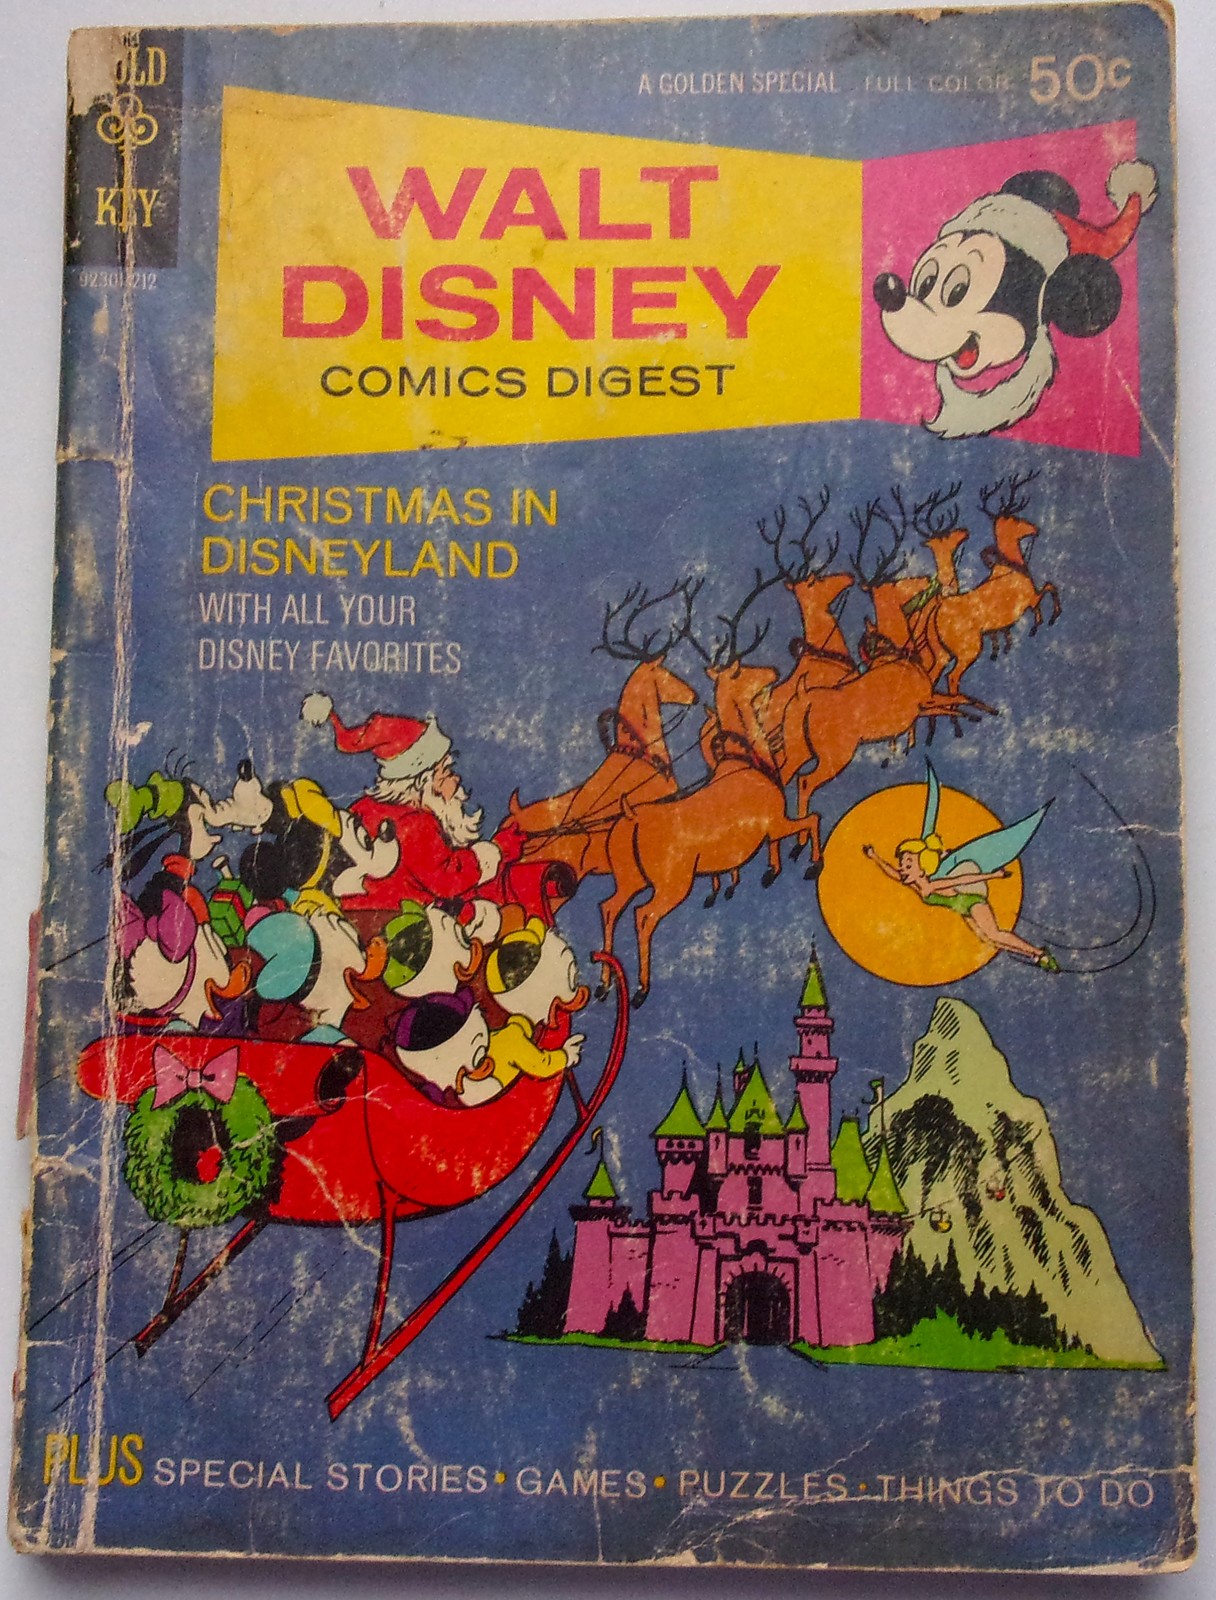 KEY
A GOLDEN SPECIAL FULL COLOR 50¢
WALT
DISNEY
COMICS DIGEST
CHRISTMAS IN
DISNEYLAND
WITH ALL YOUR
DISNEY FAVORITES
PLUS SPECIAL STORIES • GAMES • PUZZLES • THINGS TO DO